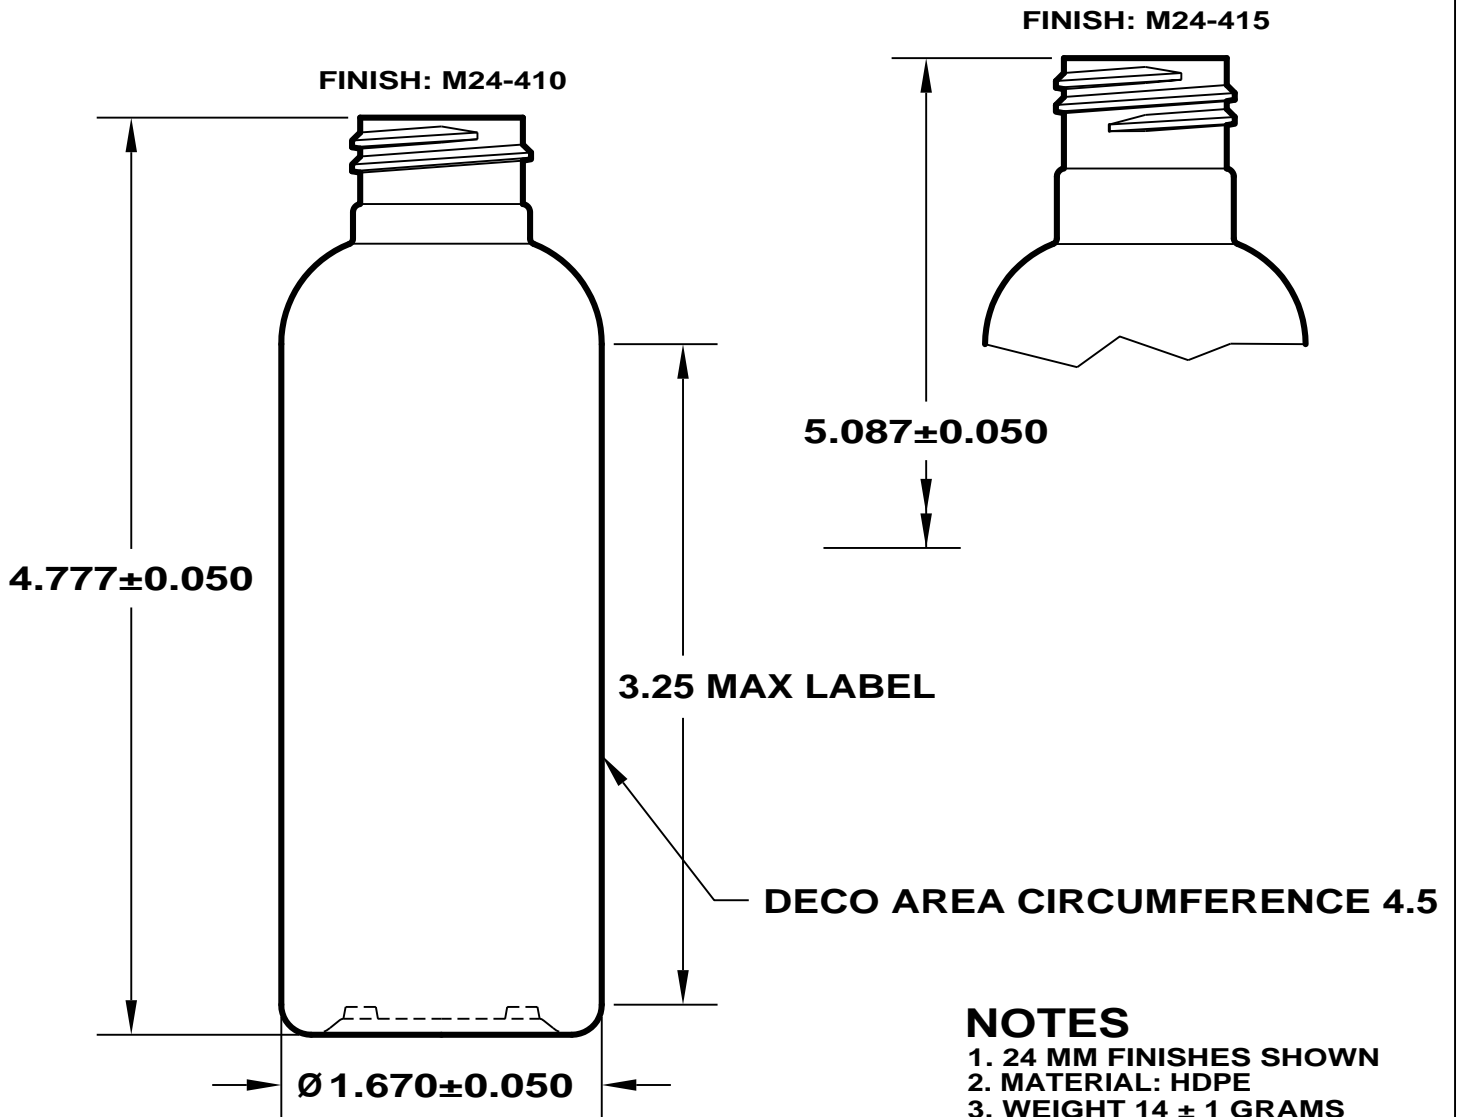 FINISH: M24-415
FINISH: M24-410
5.087±0.050
4.777±0.050
3.25 MAX LABEL
DECO AREA CIRCUMFERENCE 4.5
Ø1.670±0.050
NOTES
1. 24 MM FINISHES SHOWN
2. MATERIAL: HDPE
3. WEIGHT 14 ± 1 GRAMS